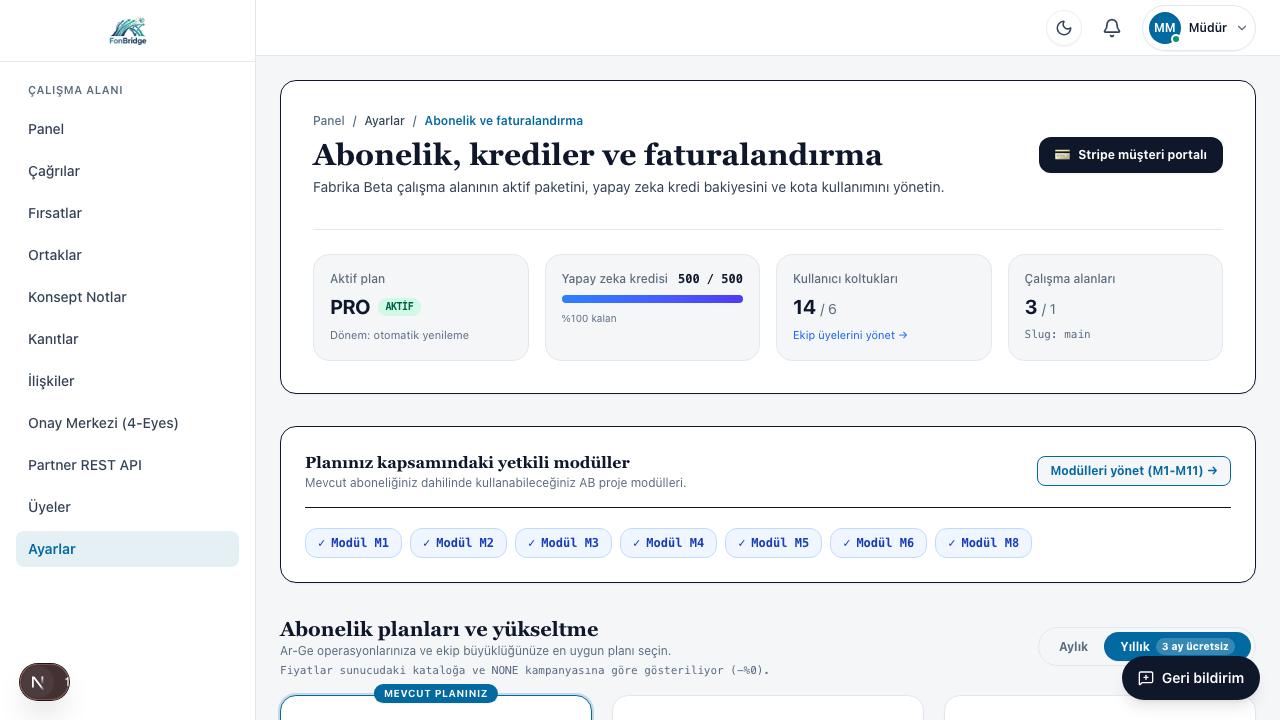 FonBridge
MM Müdür
ÇALIŞMA ALANI
Panel
Çağrılar
Fırsatlar
Ortaklar
Konsept Notlar
Kanıtlar
İlişkiler
Onay Merkezi (4-Eyes)
Partner REST API
Üyeler
Ayarlar
N
Panel / Ayarlar / Abonelik ve faturalandırma
Abonelik, krediler ve faturalandırma
Fabrika Beta çalışma alanının aktif paketini, yapay zeka kredi bakiyesini ve kota kullanımını yönetin.
Stripe müşteri portalı
Aktif plan
PRO AKTİF
Dönem: otomatik yenileme
Yapay zeka kredisi 500 / 500
%100 kalan
Kullanıcı koltukları
14 / 6
Ekip üyelerini yönet →
Çalışma alanları
3 / 1
Slug: main
Planınız kapsamındaki yetkili modüller
Mevcut aboneliğiniz dahilinde kullanabileceğiniz AB proje modülleri.
Modülleri yönet (M1-M11) →
✓ Modül M1
✓ Modül M2
✓ Modül M3
✓ Modül M4
✓ Modül M5
✓ Modül M6
✓ Modül M8
Abonelik planları ve yükseltme
Ar-Ge operasyonlarınıza ve ekip büyüklüğünüze en uygun planı seçin.
Fiyatlar sunucudaki kataloğa ve NONE kampanyasına göre gösteriliyor (−%0).
Aylık
Yıllık 3 ay ücretsiz
MEVCUT PLANINIZ
Geri bildirim